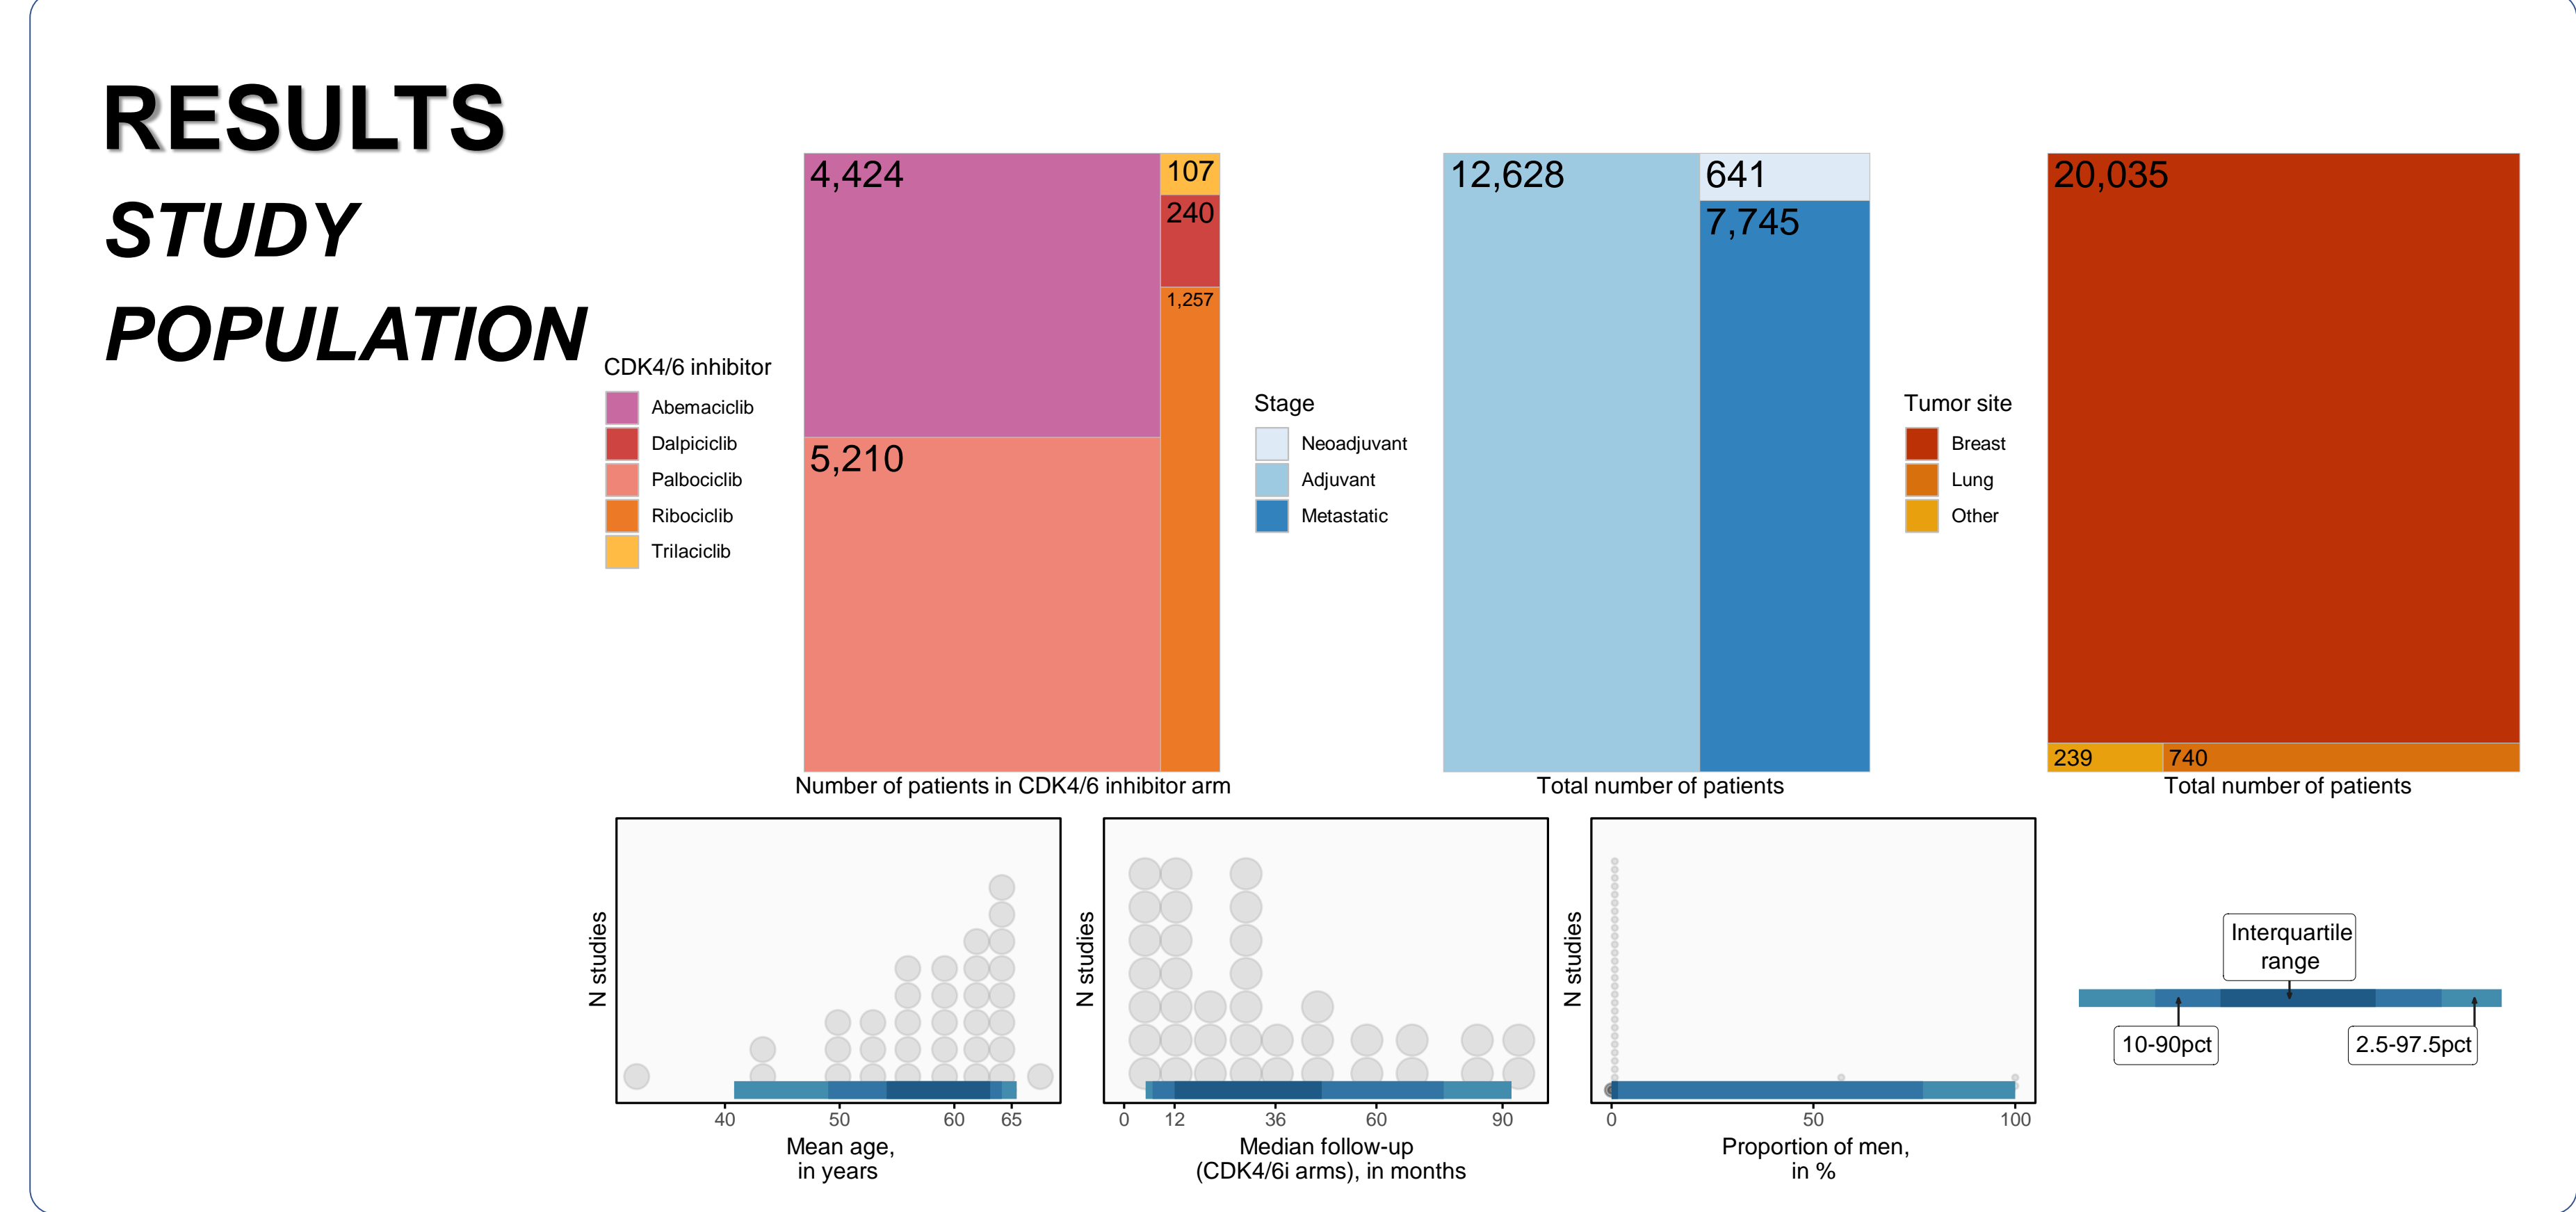 RESULTS
STUDY
POPULATION
CDK4/6 inhibitor
Abemaciclib
Dalpiciclib
Palbociclib
Ribociclib
Trilaciclib
4,424
107
240
1,257
5,210
Number of patients in CDK4/6 inhibitor arm
Stage
Neoadjuvant
Adjuvant
Metastatic
12,628
641
7,745
Total number of patients
Tumor site
Breast
Lung
Other
20,035
239
740
Total number of patients
N studies
40
50
60
65
Mean age,
in years
N studies
0
12
36
60
90
Median follow-up
(CDK4/6i arms), in months
N studies
0
50
100
Proportion of men,
in %
Interquartile
range
10-90pct
2.5-97.5pct